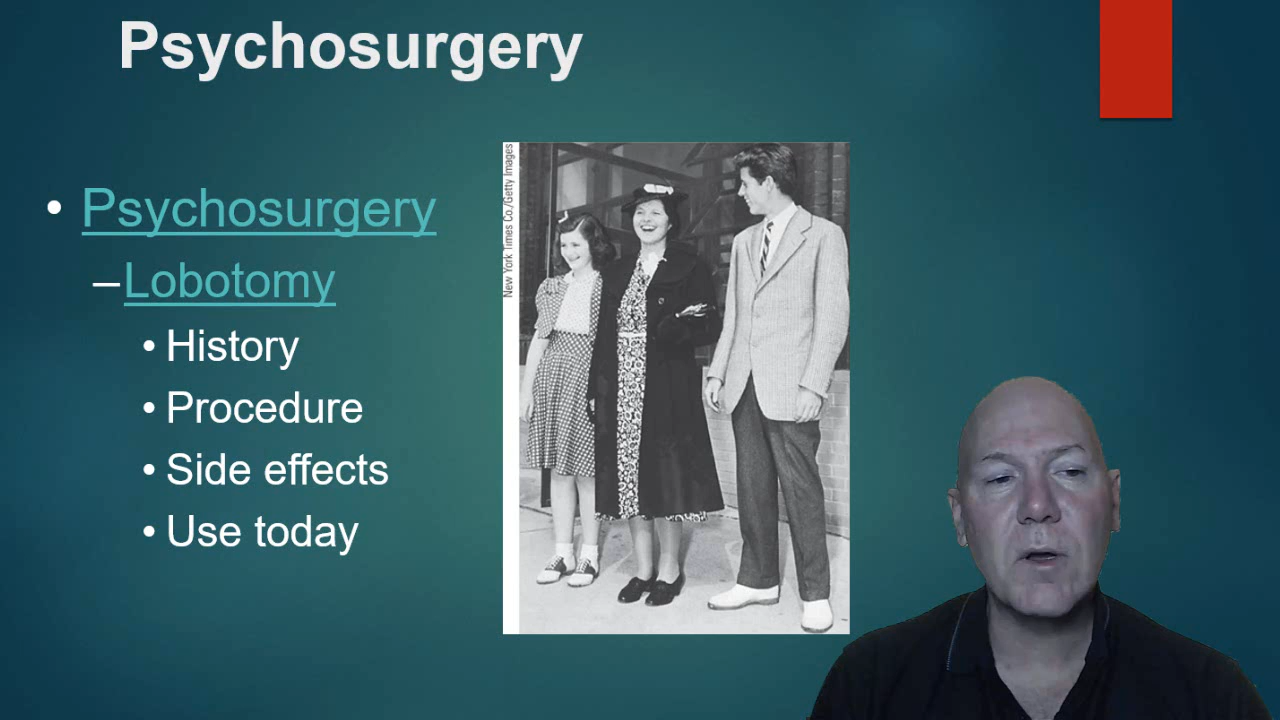 Psychosurgery
• Psychosurgery
–Lobotomy
• History
• Procedure
• Side effects
• Use today
New York Times Co./Getty Images